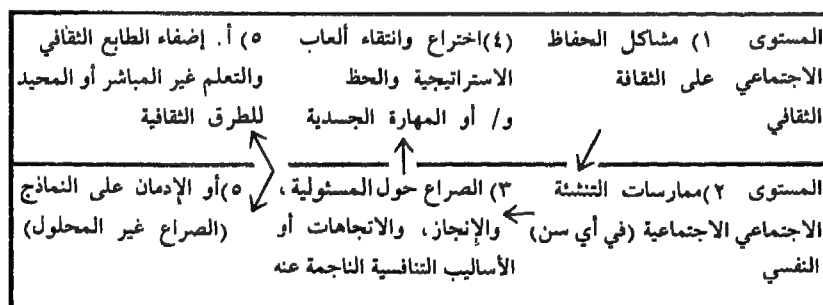 المستوى ١) مشاكل الحفاظ (٤)اختراع وانتقاء ألعاب ٥) أ. إضفاء الطابع الثقافي
الاجتماعي على الثقافة الاستراتيجية والحظ والتعلم غير المباشر أو المحيد
الثقافي و/ أو المهارة الجسدية للطرق الثقافية
المستوى ٢)ممارسات التنشئة ٣) الصراع حول المسئولية، ٥)أو الإدمان على النماذج
الاجتماعي الاجتماعية (في أي سن) والإنجاز، والاتجاهات أو (الصراع غير المحلول)
النفسي الأساليب التنافسية الناجمة عنه